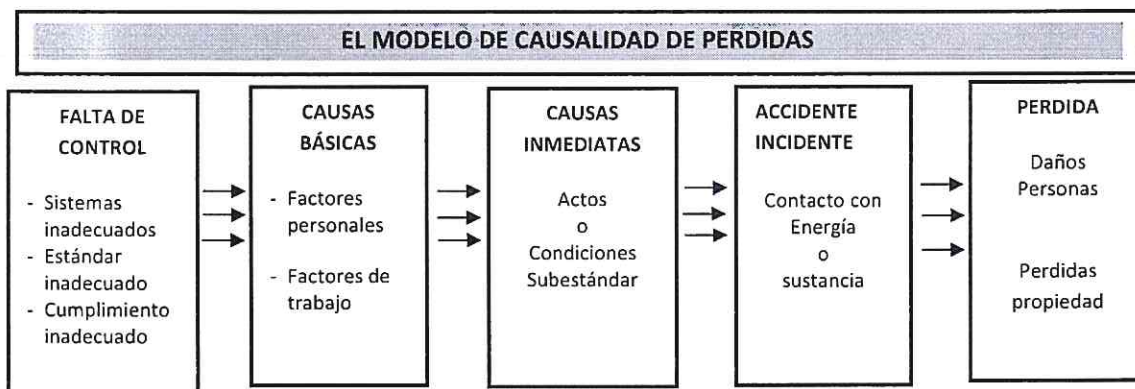 EL MODELO DE CAUSALIDAD DE PERDIDAS
FALTA DE
CONTROL
- Sistemas
inadecuados
- Estándar
inadecuado
- Cumplimiento
inadecuado
CAUSAS
BÁSICAS
- Factores
personales
- Factores de
trabajo
CAUSAS
INMEDIATAS
Actos
o
Condiciones
Subestándar
ACCIDENTE
INCIDENTE
Contacto con
Energía
o
sustancia
PERDIDA
Daños
Personas
Perdidas
propiedad